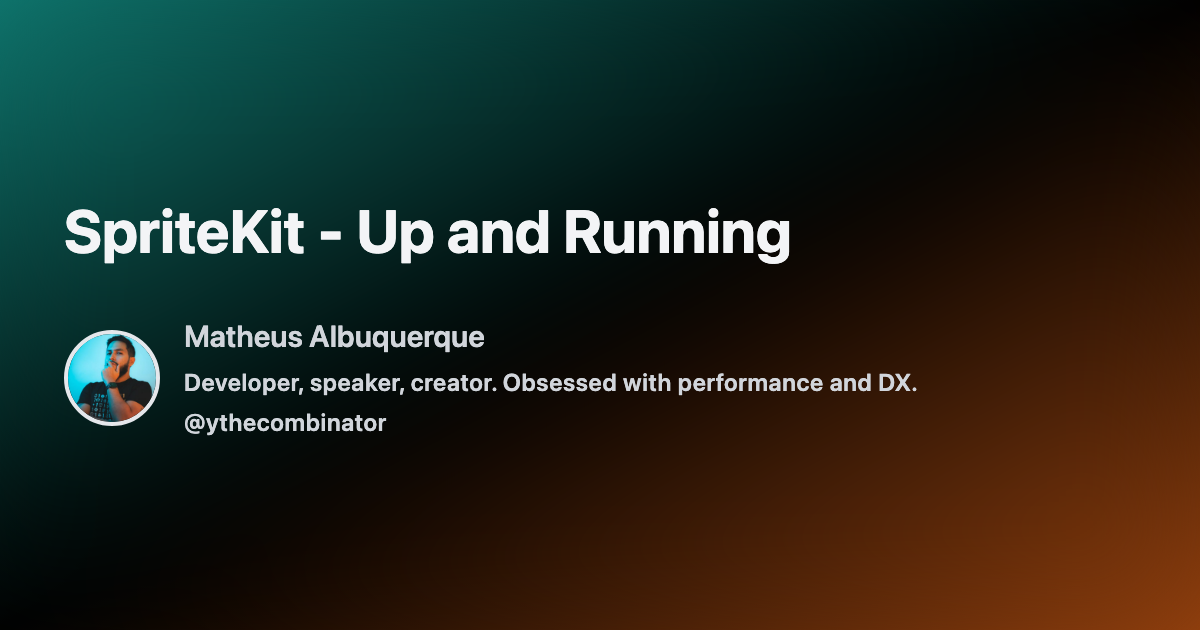 SpriteKit - Up and Running
Matheus Albuquerque
Developer, speaker, creator. Obsessed with performance and DX.
@ythecombinator